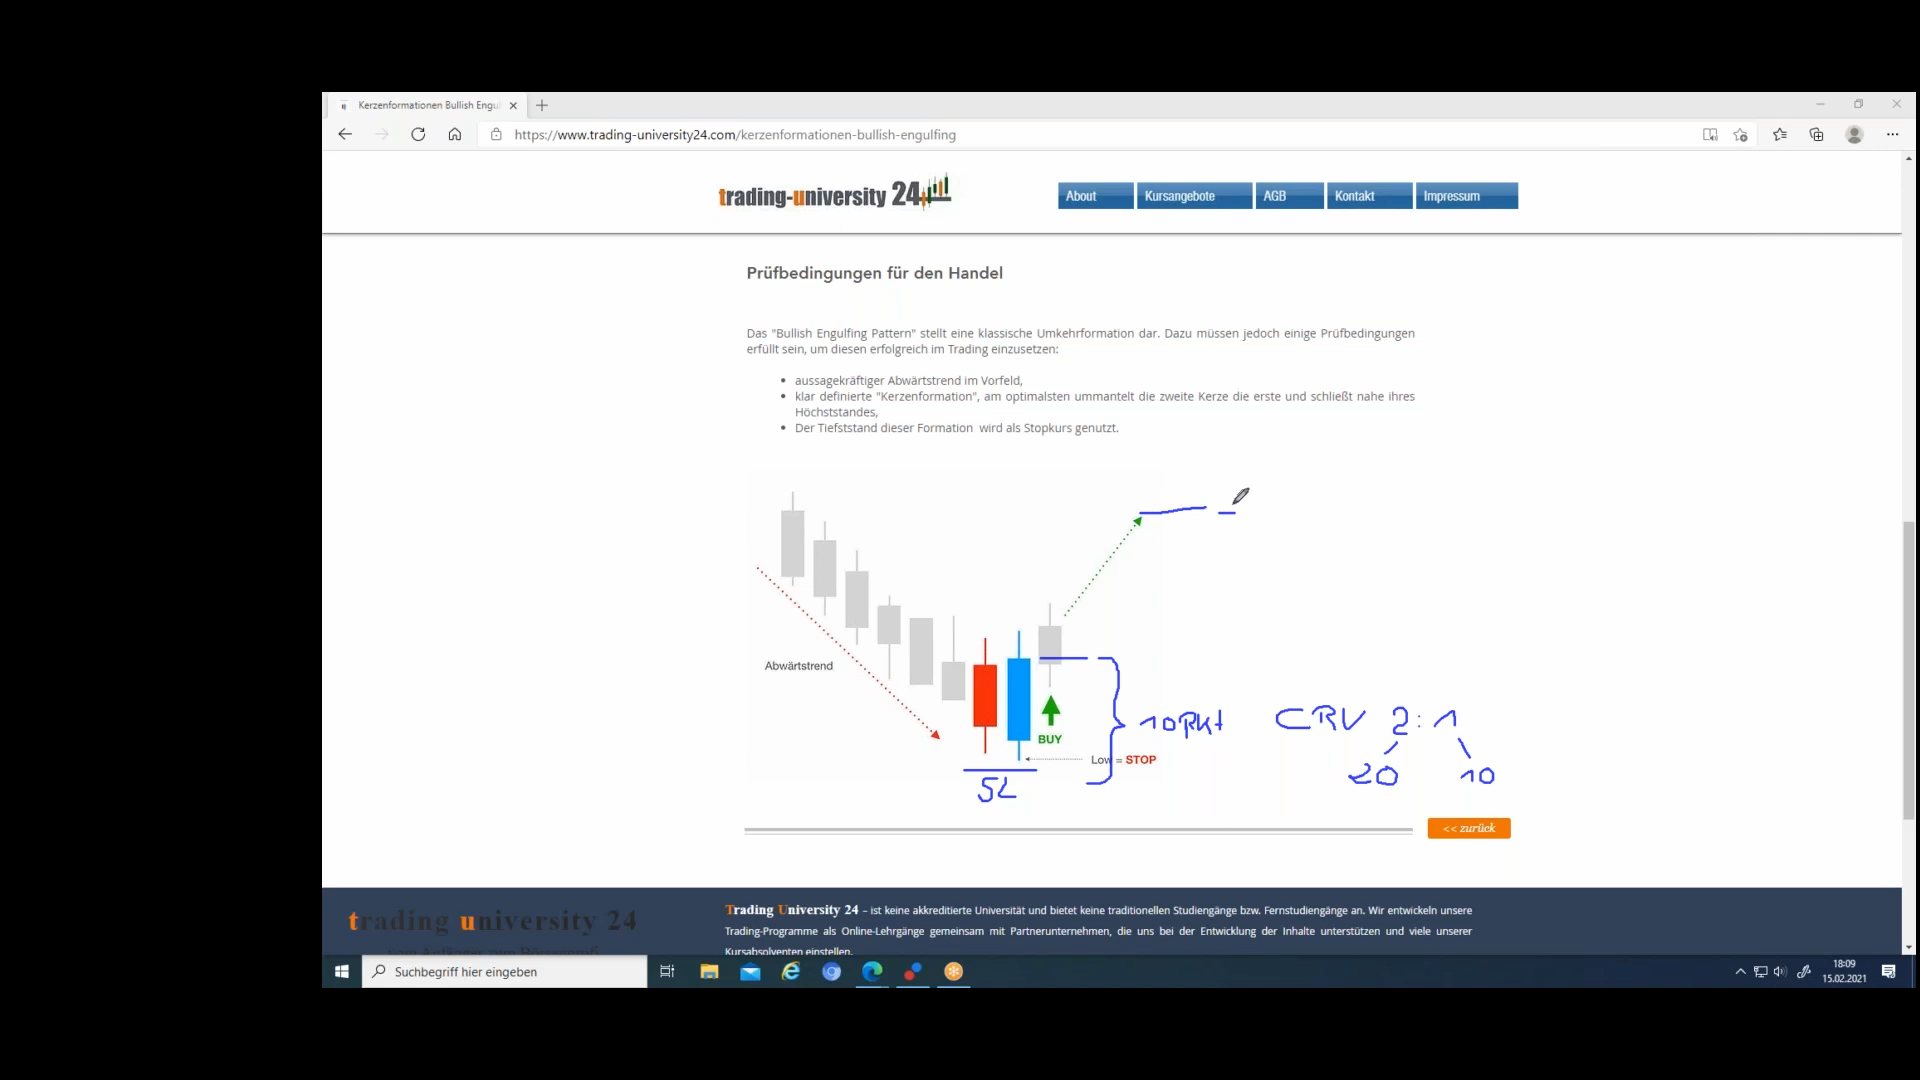 Kerzenformationen Bullish Engu
https://www.trading-university24.com/kerzenformationen-bullish-engulfing
trading-university 24
About
Kursangebote
AGB
Kontakt
Impressum
Prüfbedingungen für den Handel
Das "Bullish Engulfing Pattern" stellt eine klassische Umkehrformation dar. Dazu müssen jedoch einige Prüfbedingungen
erfüllt sein, um diesen erfolgreich im Trading einzusetzen:
aussagekräftiger Abwärtstrend im Vorfeld,
klar definierte "Kerzenformation", am optimalsten ummantelt die zweite Kerze die erste und schließt nahe ihres
Höchststandes,
Der Tiefststand dieser Formation wird als Stopkurs genutzt.
Abwärtstrend
BUY
Low = STOP
SL
10 Pkt
CRV 2:1
20 10
<< zurück
trading university 24
Trading University 24 – ist keine akkreditierte Universität und bietet keine traditionellen Studiengänge bzw. Fernstudiengänge an. Wir entwickeln unsere
Trading-Programme als Online-Lehrgänge gemeinsam mit Partnerunternehmen, die uns bei der Entwicklung der Inhalte unterstützen und viele unserer
Kursabsolventen einstellen.
Suchbegriff hier eingeben
18:09
15.02.2021